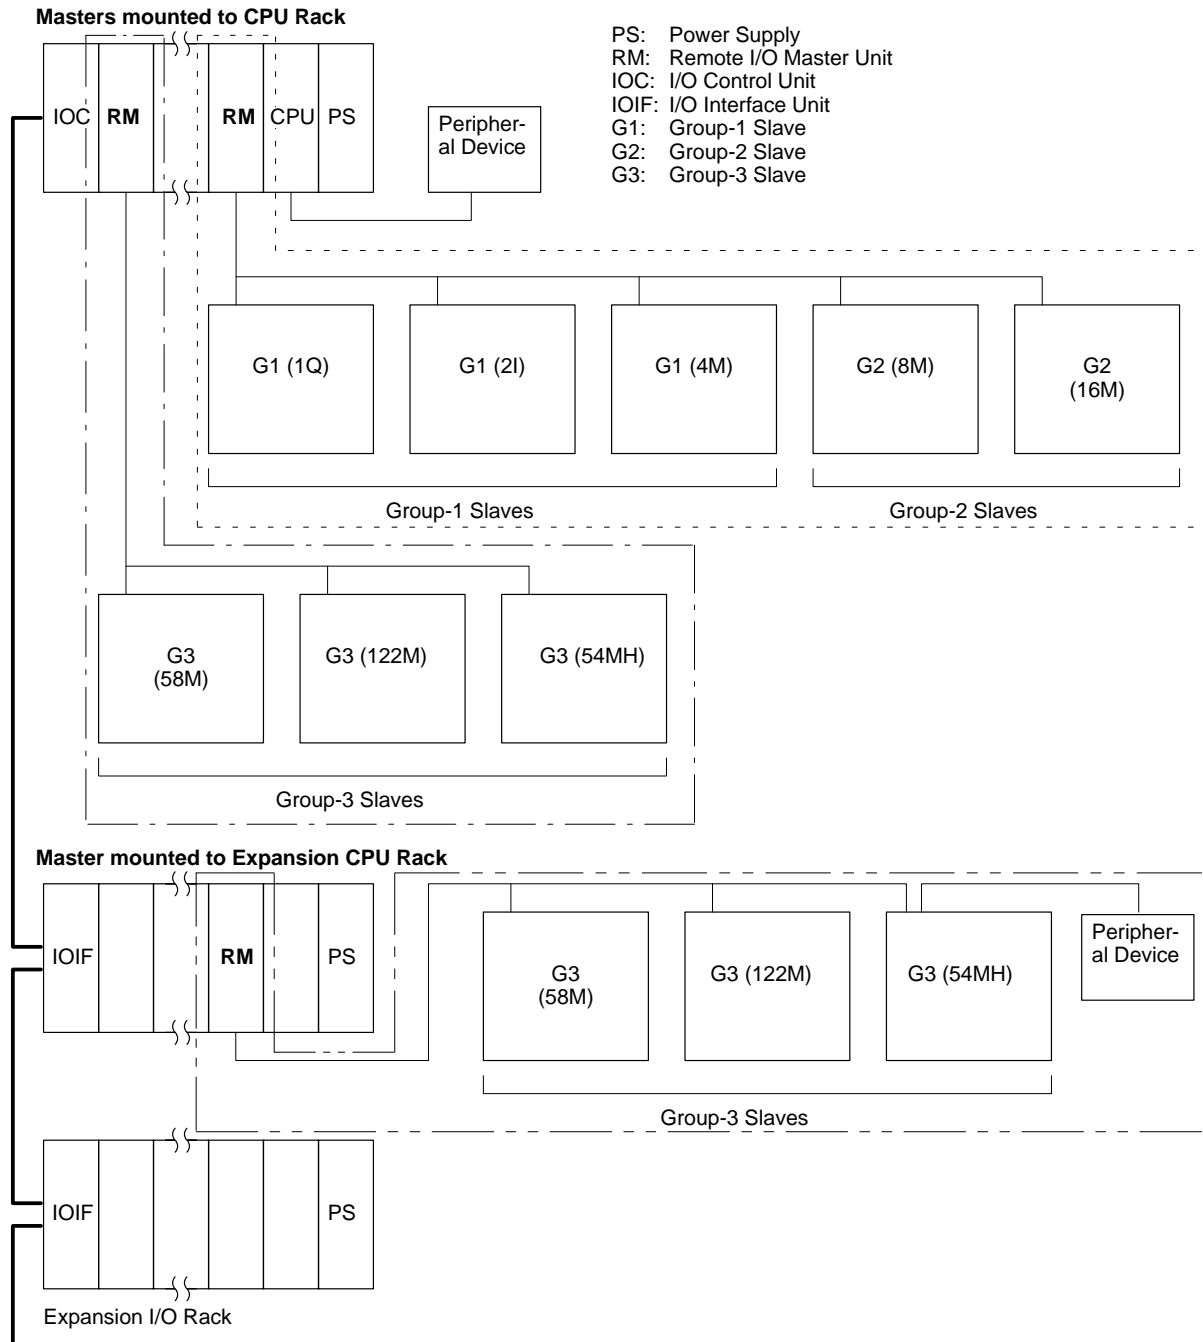 Masters mounted to CPU Rack
PS: Power Supply
RM: Remote I/O Master Unit
IOC: I/O Control Unit
IOIF: I/O Interface Unit
G1: Group-1 Slave
G2: Group-2 Slave
G3: Group-3 Slave
IOC RM RM CPU PS
Peripher-
al Device
G1 (1Q) G1 (2I) G1 (4M) G2 (8M) G2
(16M)
Group-1 Slaves Group-2 Slaves
G3
(58M)
G3 (122M) G3 (54MH)
Group-3 Slaves
Master mounted to Expansion CPU Rack
IOIF RM PS
G3
(58M)
G3 (122M) G3 (54MH)
Peripher-
al Device
Group-3 Slaves
IOIF PS
Expansion I/O Rack